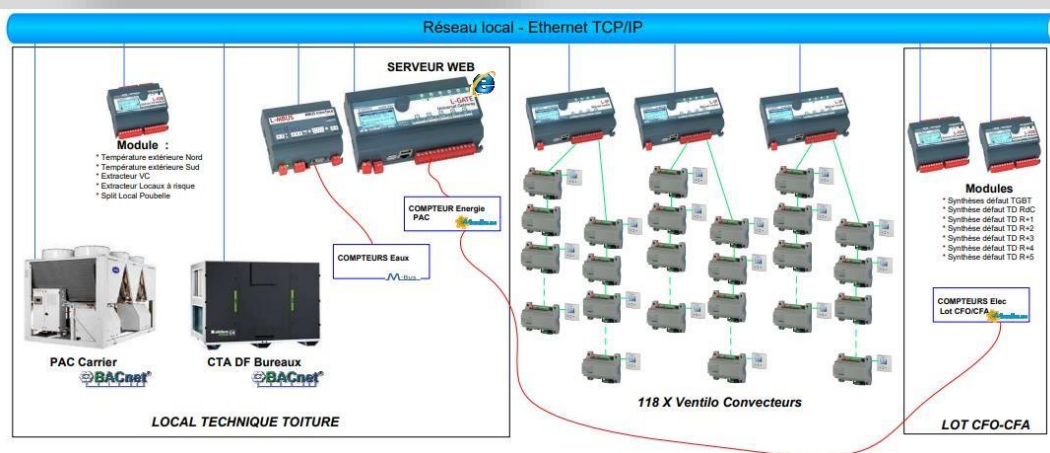 Réseau local - Ethernet TCP/IP
SERVEUR WEB
L-GATE
Universal Gateway
L-MBUS
Module :
* Température extérieure Nord
* Température extérieure Sud
* Extracteur VC
* Extracteur Locaux à risque
* Split Local Poubelle
COMPTEUR Energie
PAC
COMPTEURS Eaux
M-Bus
PAC Carrier
BACnet®
CTA DF Bureaux
BACnet®
LOCAL TECHNIQUE TOITURE
118 X Ventilo Convecteurs
Modules
* Synthèses défaut TGBT
* Synthèse défaut TD RdC
* Synthèse défaut TD R+1
* Synthèse défaut TD R+2
* Synthèse défaut TD R+3
* Synthèse défaut TD R+4
* Synthèse défaut TD R+5
COMPTEURS Elec
Lot CFO/CFA
LOT CFO-CFA